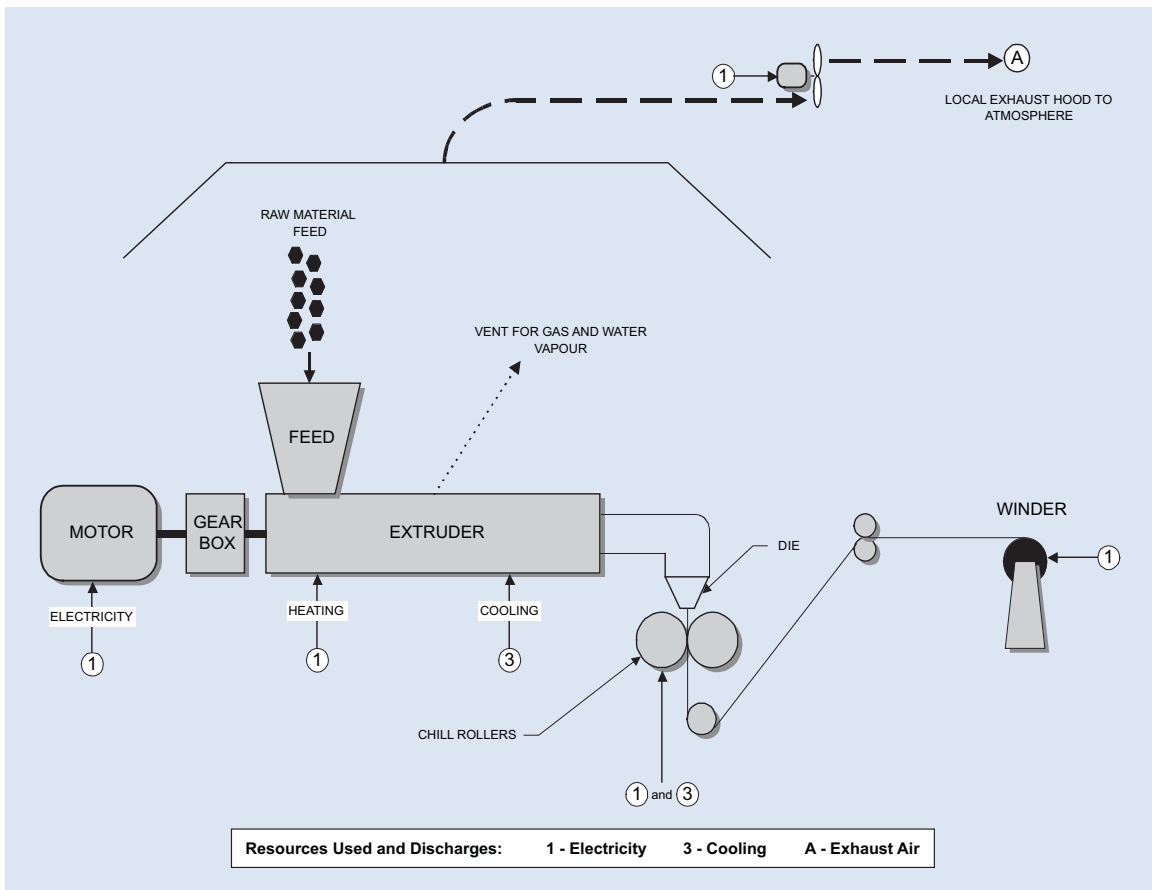 1
A
LOCAL EXHAUST HOOD TO
ATMOSPHERE
RAW MATERIAL
FEED
VENT FOR GAS AND WATER
VAPOUR
FEED
MOTOR
GEAR
BOX
EXTRUDER
DIE
WINDER
1
ELECTRICITY
HEATING
COOLING
1
1
3
CHILL ROLLERS
1 and 3
Resources Used and Discharges: 1 - Electricity 3 - Cooling A - Exhaust Air